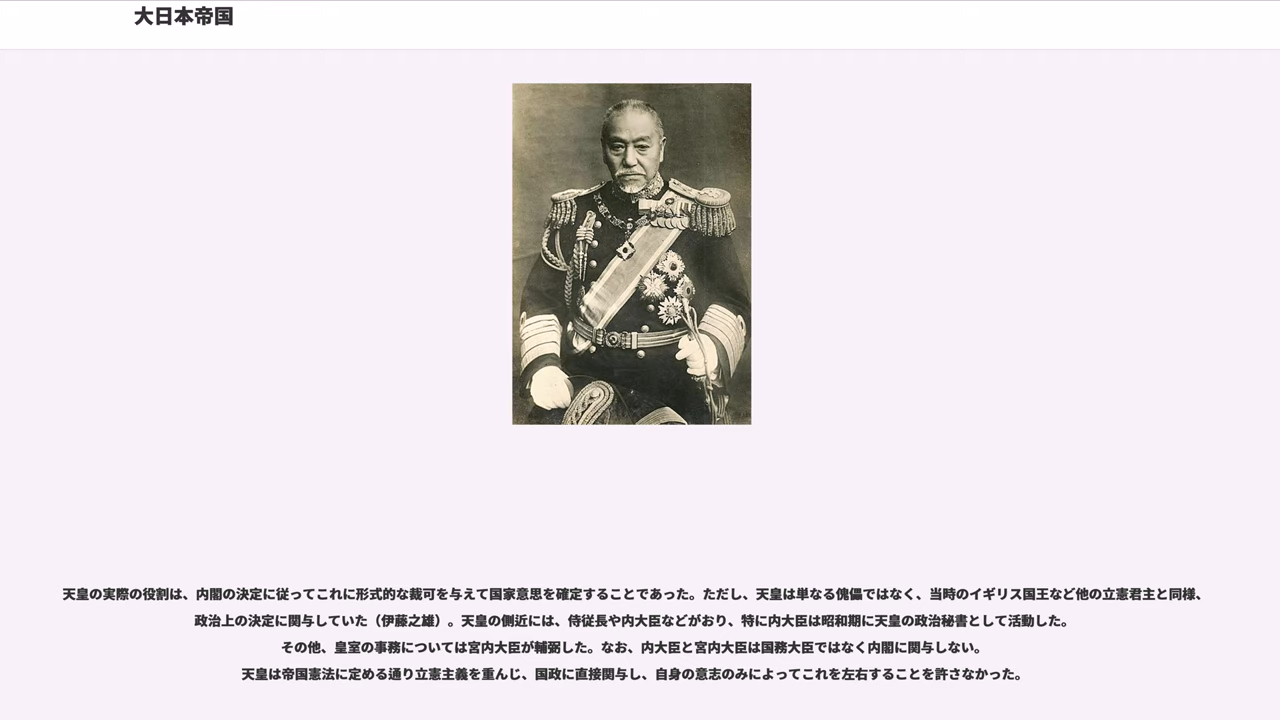 大日本帝国
天皇の実際の役割は、内閣の決定に従ってこれに形式的な裁可を与えて国家意思を確定することであった。ただし、天皇は単なる傀儡ではなく、当時のイギリス国王など他の立憲君主と同様、
政治上の決定に関与していた（伊藤之雄）。天皇の側近には、侍従長や内大臣などがおり、特に内大臣は昭和期に天皇の政治秘書として活動した。
その他、皇室の事務については宮内大臣が輔弼した。なお、内大臣と宮内大臣は国務大臣ではなく内閣に関与しない。
天皇は帝国憲法に定める通り立憲主義を重んじ、国政に直接関与し、自身の意志のみによってこれを左右することを許さなかった。